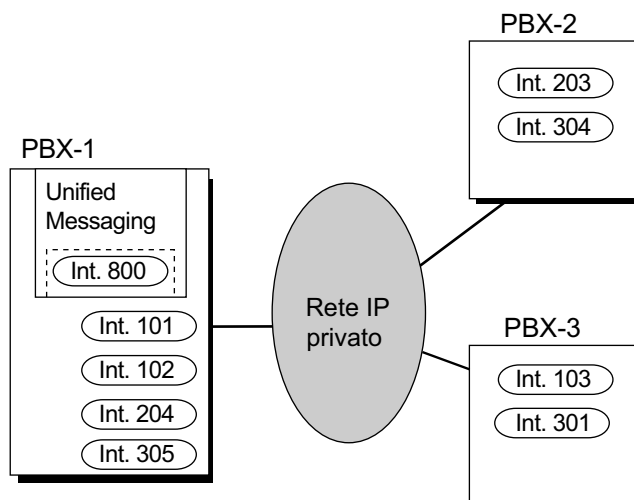 PBX-2
Int. 203
Int. 304
PBX-1
Unified
Messaging
Int. 800
Int. 101
Int. 102
Int. 204
Int. 305
Rete IP
privato
PBX-3
Int. 103
Int. 301